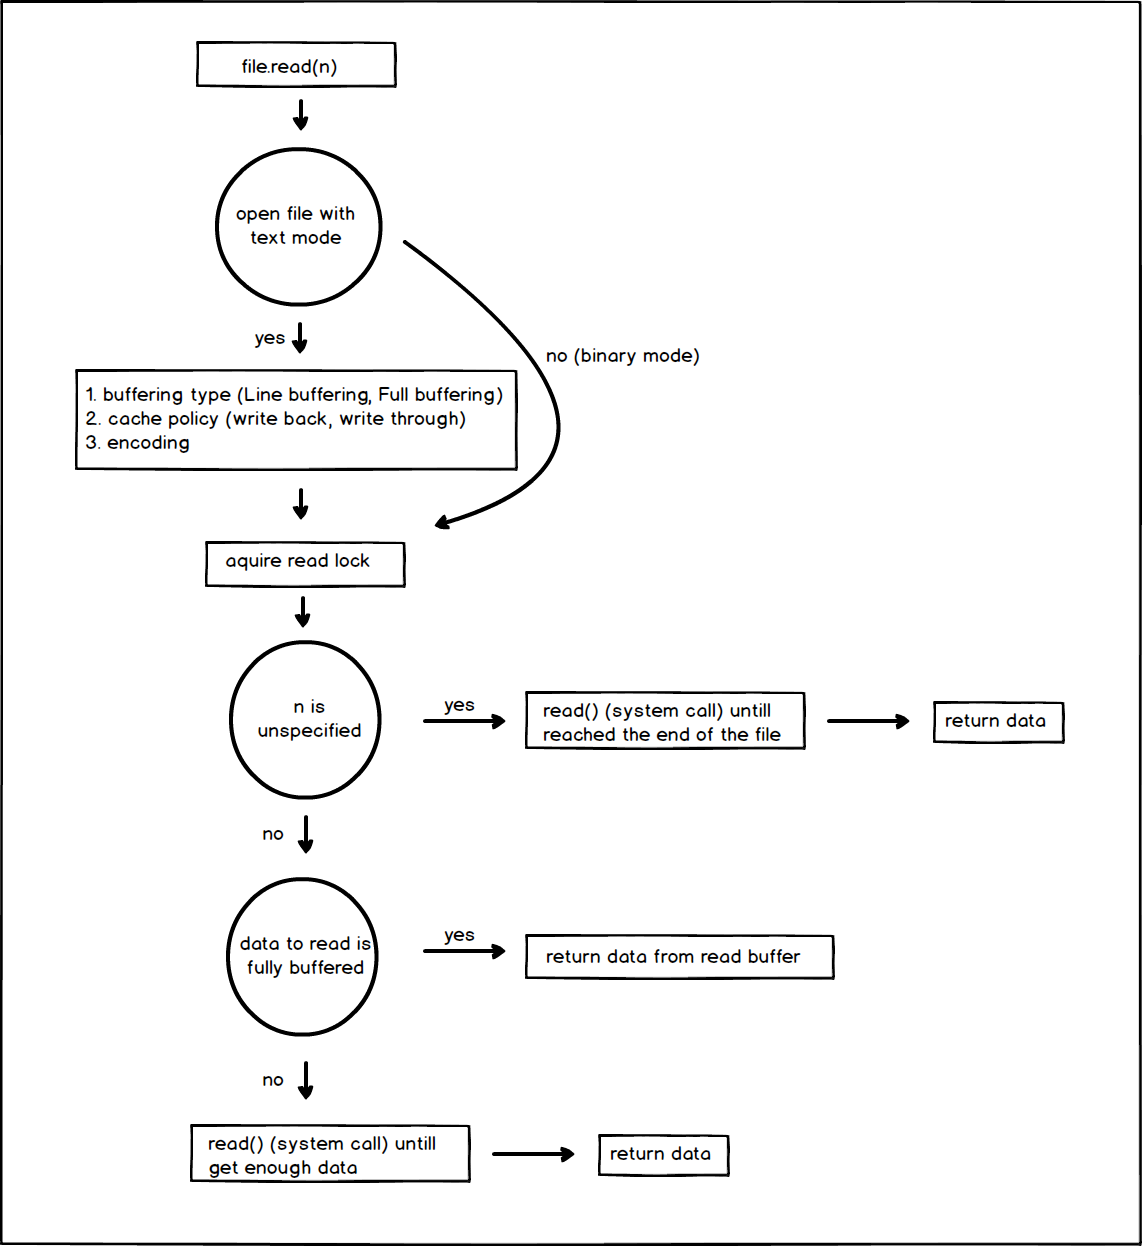 file.read(n)
open file with
text mode
yes
no (binary mode)
1. buffering type (Line buffering, Full buffering)
2. cache policy (write back, write through)
3. encoding
aquire read lock
n is
unspecified
yes
read() (system call) untill
reached the end of the file
return data
no
data to read is
fully buffered
yes
return data from read buffer
no
read() (system call) untill
get enough data
return data